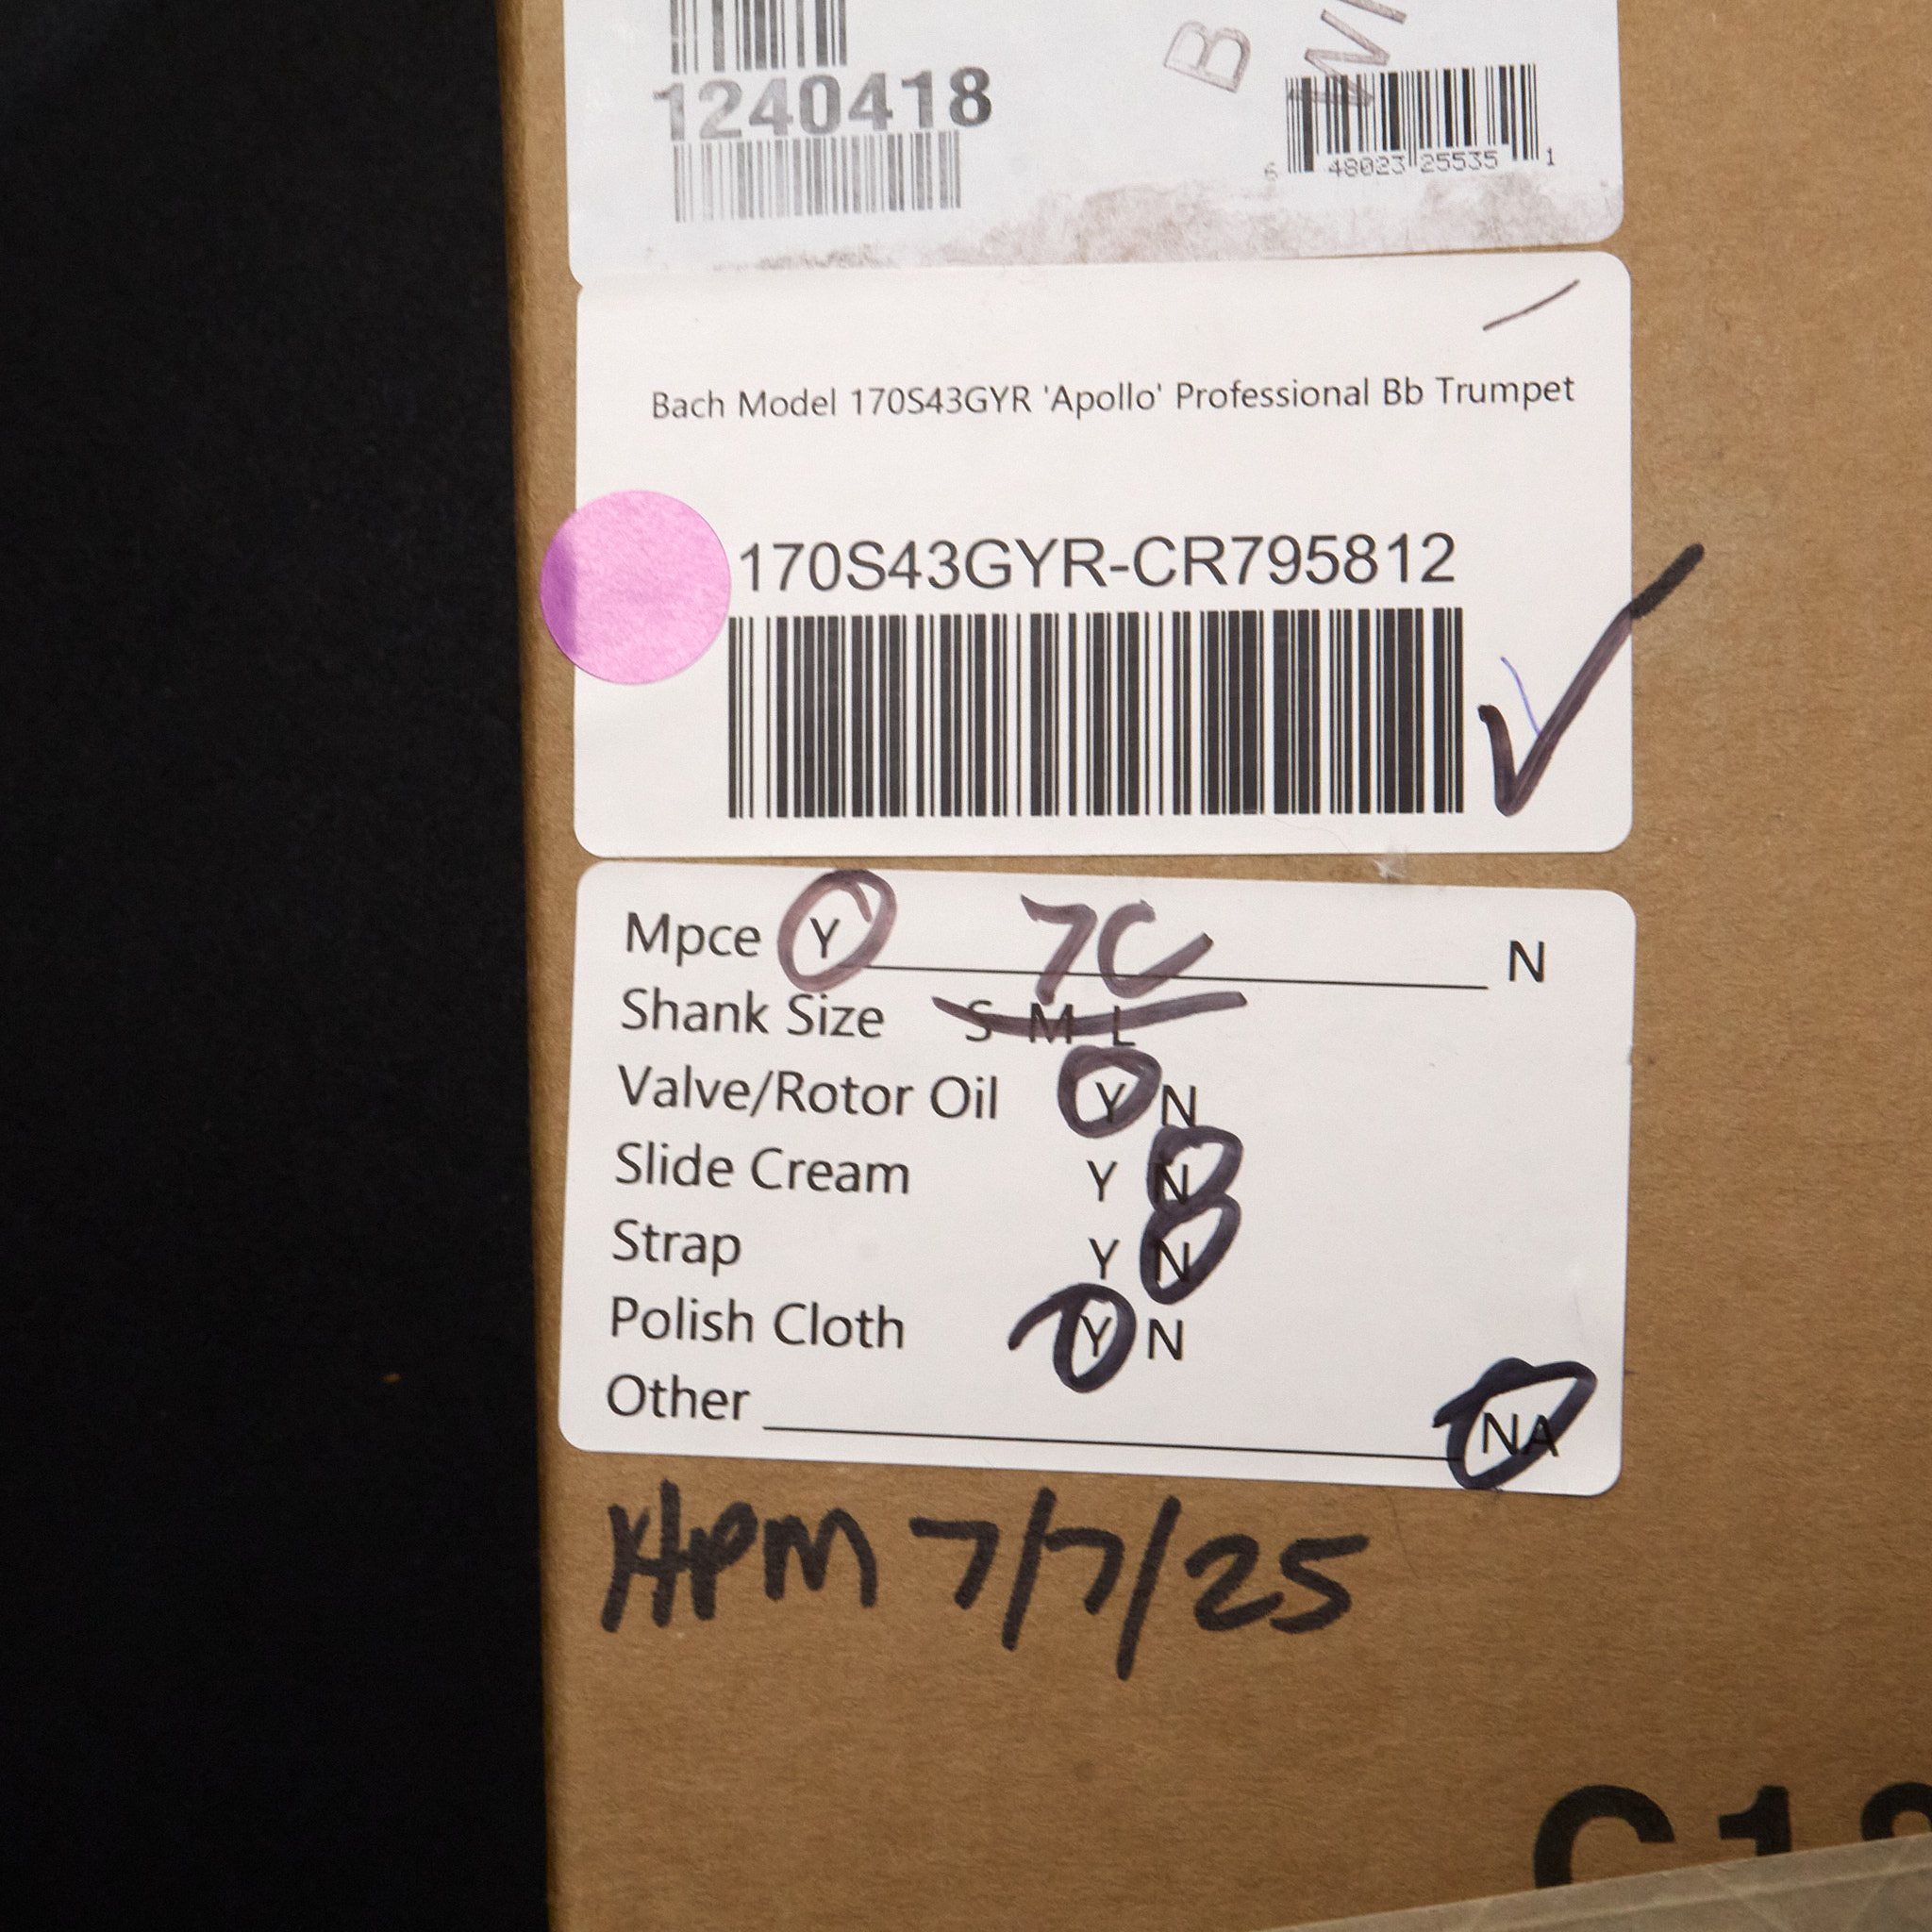 1240418
B
6 48023 25535 1
Bach Model 170S43GYR 'Apollo' Professional Bb Trumpet
170S43GYR-CR795812
Mpce Y 7C N
Shank Size S M L
Valve/Rotor Oil Y N
Slide Cream Y N
Strap Y N
Polish Cloth Y N
Other NA
HPM 7/7/25